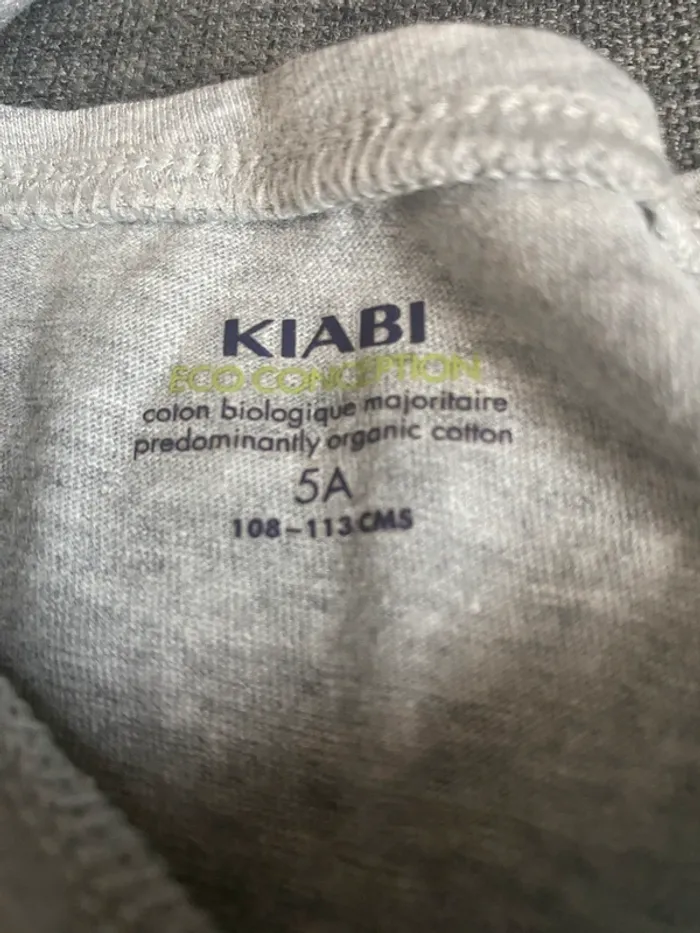 KIABI
ECO CONCEPTION
coton biologique majoritaire
predominantly organic cotton
5A
108-113 CMS